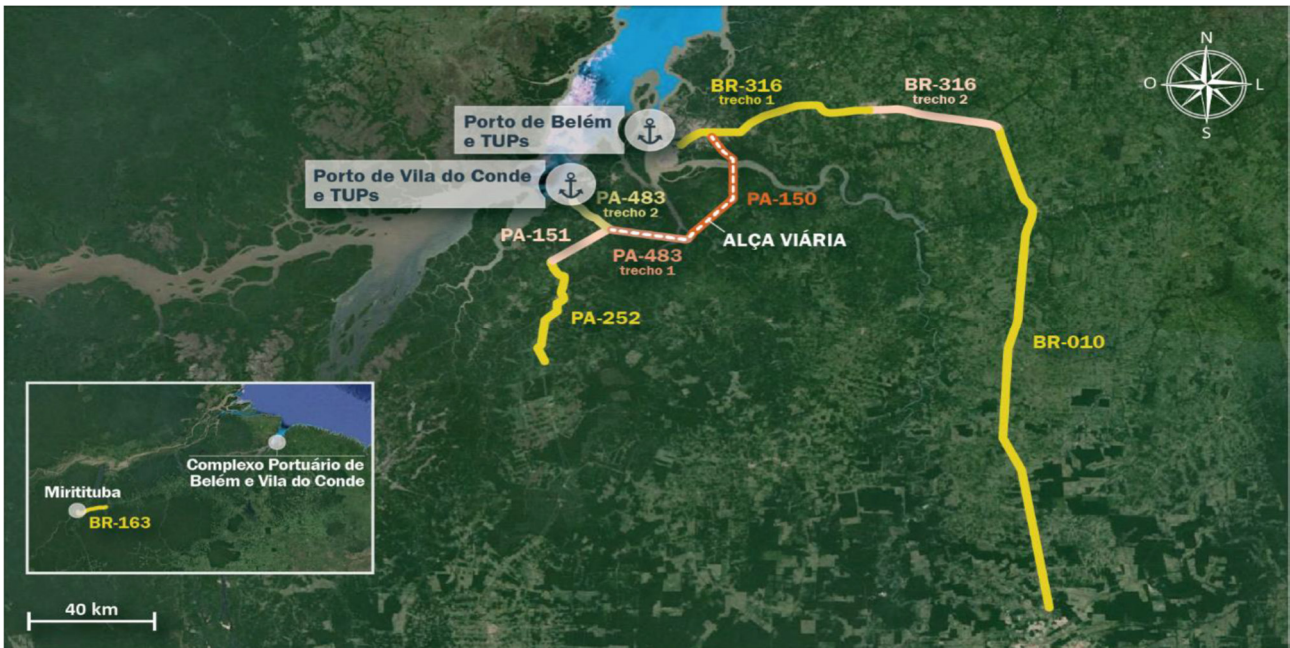 N
O
L
S
BR-316
trecho 1
BR-316
trecho 2
Porto de Belém
e TUPs
Porto de Vila do Conde
e TUPs
PA-483
trecho 2
PA-150
PA-151
ALÇA VIÁRIA
PA-483
trecho 1
PA-252
BR-010
Complexo Portuário de
Belém e Vila do Conde
Miritituba
BR-163
40 km